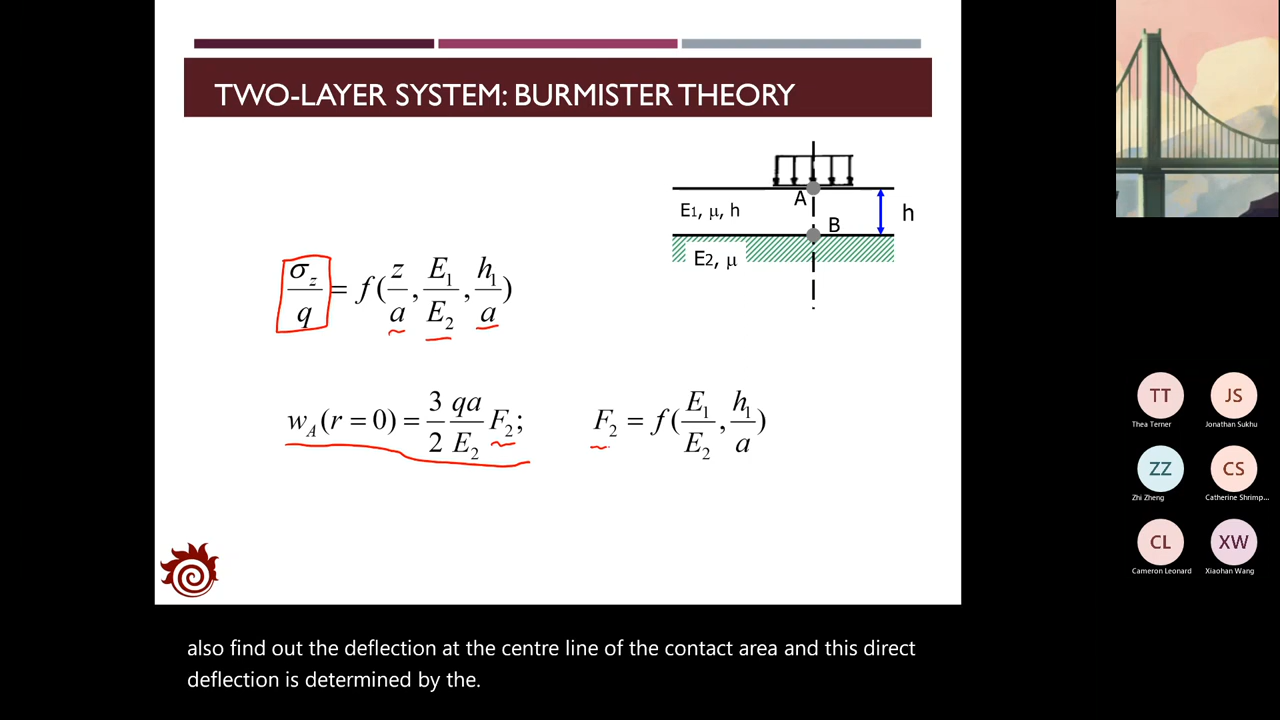 TWO-LAYER SYSTEM: BURMISTER THEORY
A
E1, μ, h
h
B
E2, μ
σz/q = f(z/a, E1/E2, h1/a)
wA(r = 0) = 3/2 qa/E2 F2;
F2 = f(E1/E2, h1/a)
TT
JS
Thea Terner
Jonathan Sukhu
ZZ
CS
Zhi Zheng
Catherine Shrimp...
CL
XW
Cameron Leonard
Xiaohan Wang
also find out the deflection at the centre line of the contact area and this direct
deflection is determined by the.